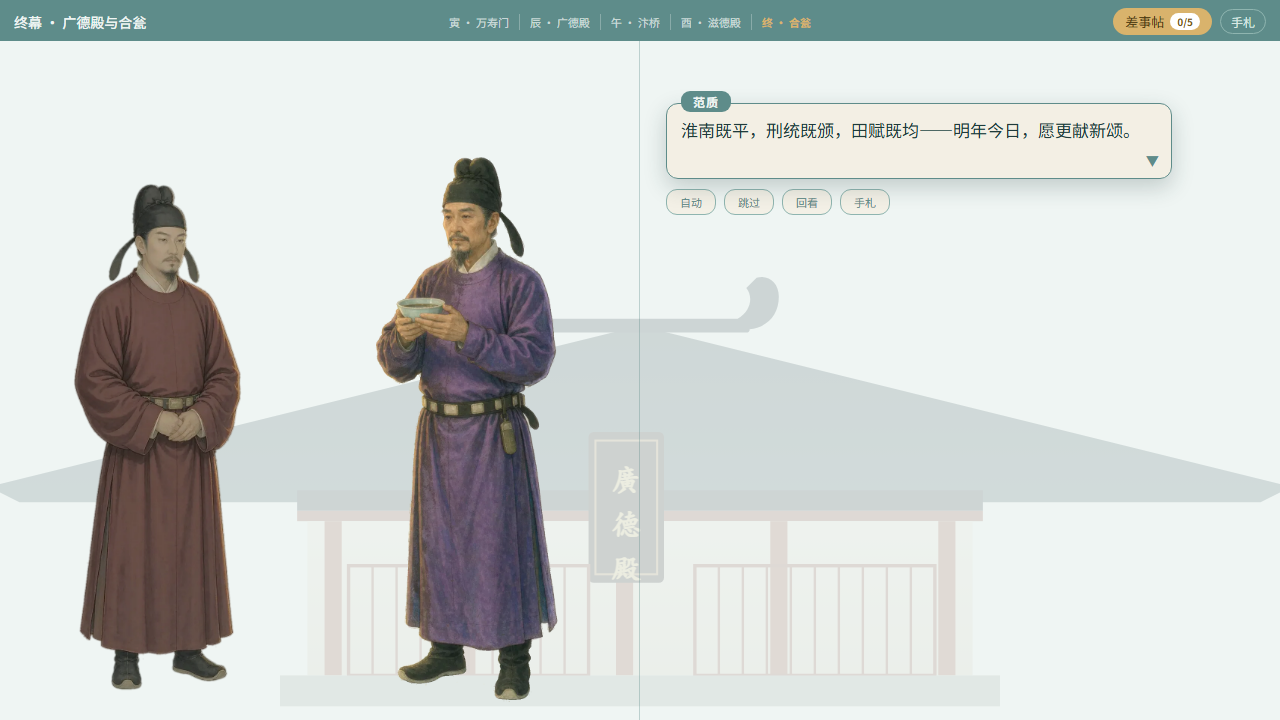 终幕 · 广德殿与合瓮
寅 · 万寿门
辰 · 广德殿
午 · 汴桥
酉 · 滋德殿
终 · 合瓮
差事帖 0/5
手札
范质
淮南既平，刑统既颁，田赋既均——明年今日，愿更献新颂。
自动
跳过
回看
手札
廣德殿